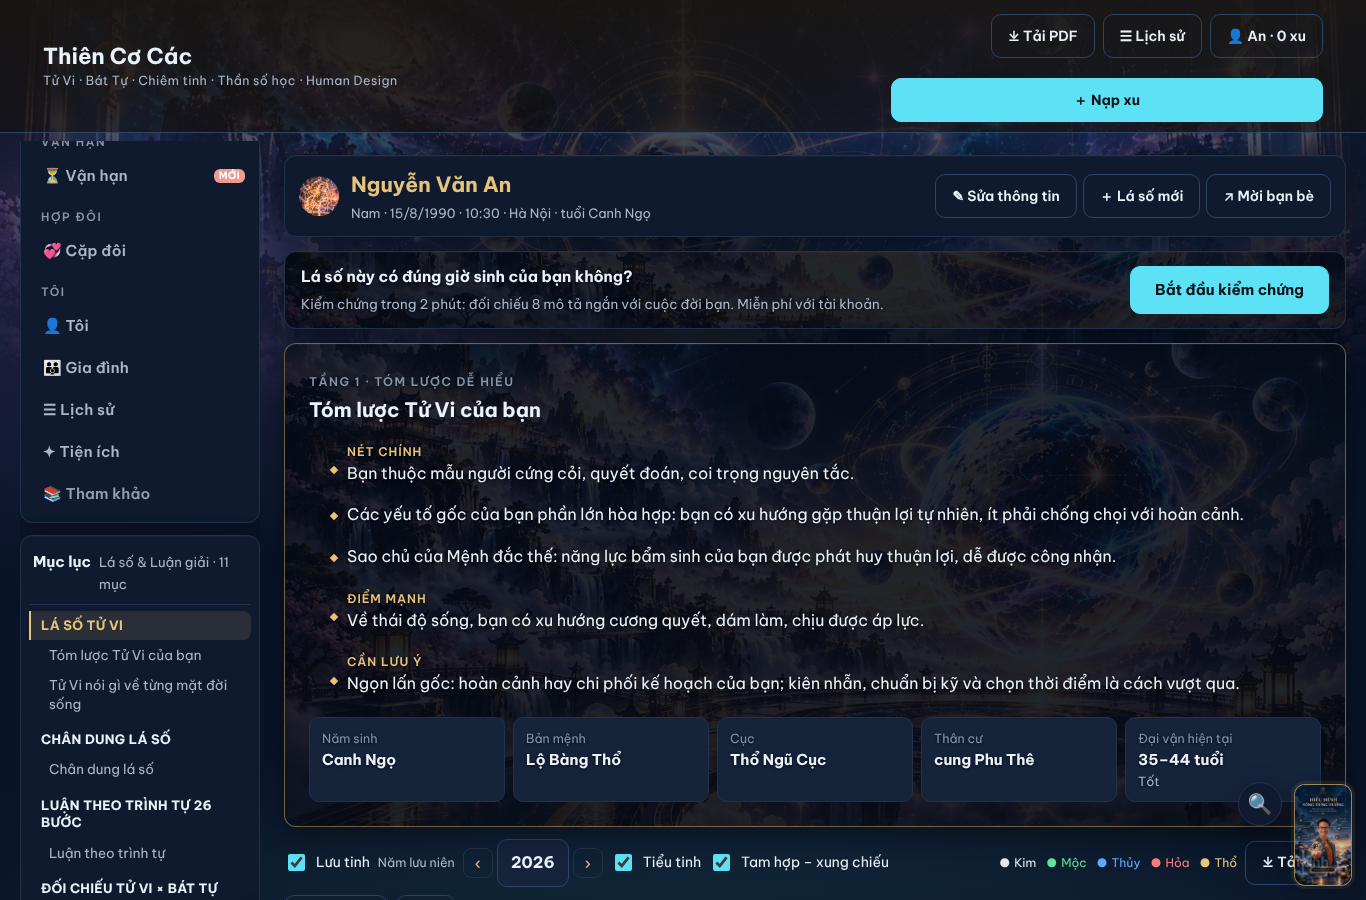 Thiên Cơ Các
Tử Vi · Bát Tự · Chiêm tinh · Thần số học · Human Design
Tải PDF
Lịch sử
An · 0 xu
+ Nạp xu
VẬN HẠN
Vận hạn
MỚI
HỢP ĐÔI
Cặp đôi
TÔI
Tôi
Gia đình
Lịch sử
Tiện ích
Tham khảo
Mục lục
Lá số & Luận giải · 11
mục
LÁ SỐ TỬ VI
Tóm lược Tử Vi của bạn
Tử Vi nói gì về từng mặt đời
sống
CHÂN DUNG LÁ SỐ
Chân dung lá số
LUẬN THEO TRÌNH TỰ 26
BƯỚC
Luận theo trình tự
ĐỐI CHIẾU TỬ VI × BÁT TỰ
Nguyễn Văn An
Nam · 15/8/1990 · 10:30 · Hà Nội · tuổi Canh Ngọ
Sửa thông tin
+ Lá số mới
Mời bạn bè
Lá số này có đúng giờ sinh của bạn không?
Kiểm chứng trong 2 phút: đối chiếu 8 mô tả ngắn với cuộc đời bạn. Miễn phí với tài khoản.
Bắt đầu kiểm chứng
TẦNG 1 · TÓM LƯỢC DỄ HIỂU
Tóm lược Tử Vi của bạn
NÉT CHÍNH
Bạn thuộc mẫu người cứng cỏi, quyết đoán, coi trọng nguyên tắc.
Các yếu tố gốc của bạn phần lớn hòa hợp: bạn có xu hướng gặp thuận lợi tự nhiên, ít phải chống chọi với hoàn cảnh.
Sao chủ của Mệnh đắc thế: năng lực bẩm sinh của bạn được phát huy thuận lợi, dễ được công nhận.
ĐIỂM MẠNH
Về thái độ sống, bạn có xu hướng cương quyết, dám làm, chịu được áp lực.
CẦN LƯU Ý
Ngọn lấn gốc: hoàn cảnh hay chi phối kế hoạch của bạn; kiên nhẫn, chuẩn bị kỹ và chọn thời điểm là cách vượt qua.
Năm sinh
Canh Ngọ
Bản mệnh
Lộ Bàng Thổ
Cục
Thổ Ngũ Cục
Thân cư
cung Phu Thê
Đại vận hiện tại
35–44 tuổi
Tốt
Lưu tinh
Năm lưu niên
‹
2026
›
Tiểu tinh
Tam hợp – xung chiếu
Kim
Mộc
Thủy
Hỏa
Thổ